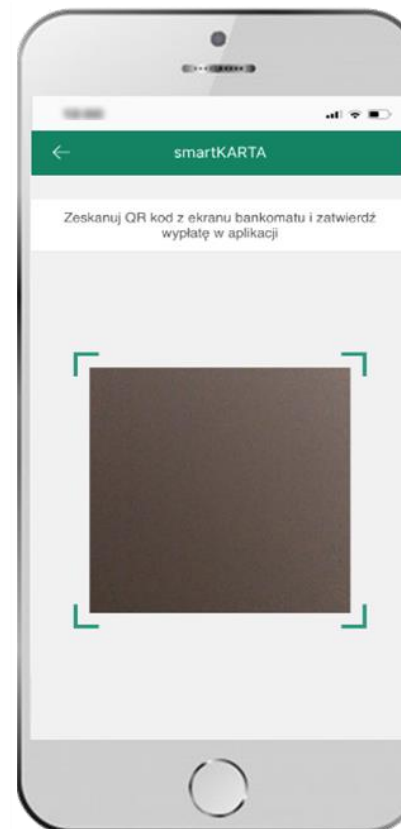 smartKARTA
Zeskanuj QR kod z ekranu bankomatu i zatwierdź
wypłatę w aplikacji